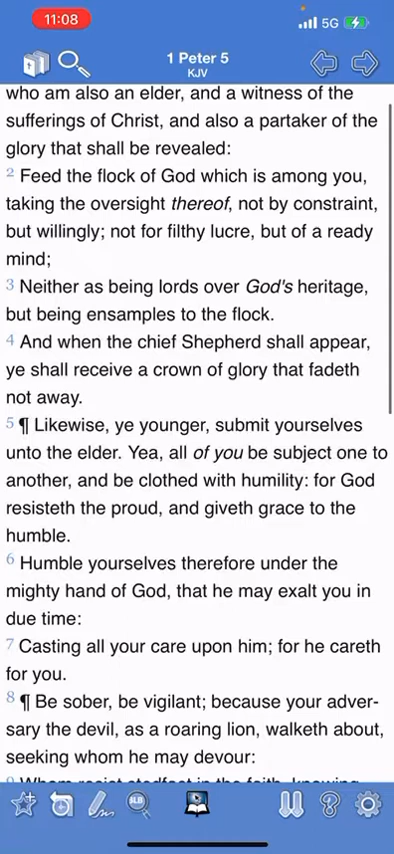 11:08
5G
1 Peter 5
KJV
who am also an elder, and a witness of the
sufferings of Christ, and also a partaker of the
glory that shall be revealed:
2 Feed the flock of God which is among you,
taking the oversight thereof, not by constraint,
but willingly; not for filthy lucre, but of a ready
mind;
3 Neither as being lords over God's heritage,
but being ensamples to the flock.
4 And when the chief Shepherd shall appear,
ye shall receive a crown of glory that fadeth
not away.
5 ¶ Likewise, ye younger, submit yourselves
unto the elder. Yea, all of you be subject one to
another, and be clothed with humility: for God
resisteth the proud, and giveth grace to the
humble.
6 Humble yourselves therefore under the
mighty hand of God, that he may exalt you in
due time:
7 Casting all your care upon him; for he careth
for you.
8 ¶ Be sober, be vigilant; because your adver-
sary the devil, as a roaring lion, walketh about,
seeking whom he may devour:
9 Whom resist stedfast in the faith, knowing
BLB